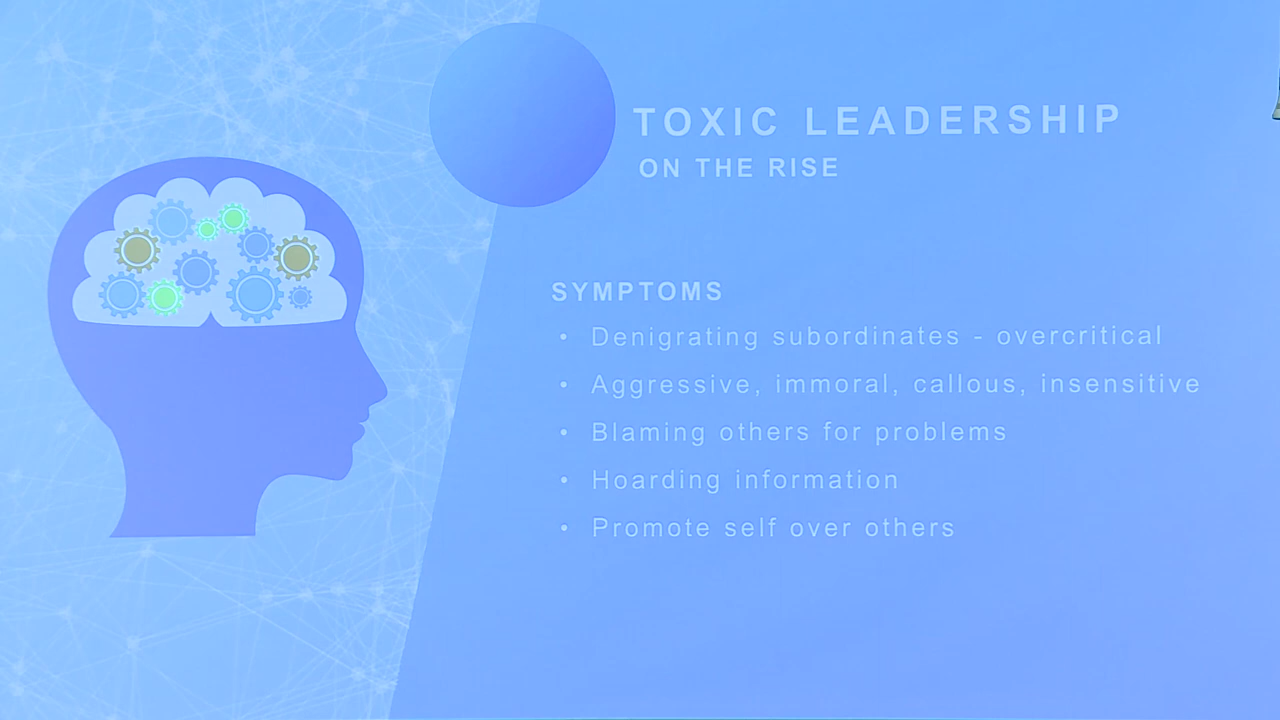 TOXIC LEADERSHIP
ON THE RISE
SYMPTOMS
• Denigrating subordinates - overcritical
• Aggressive, immoral, callous, insensitive
• Blaming others for problems
• Hoarding information
• Promote self over others